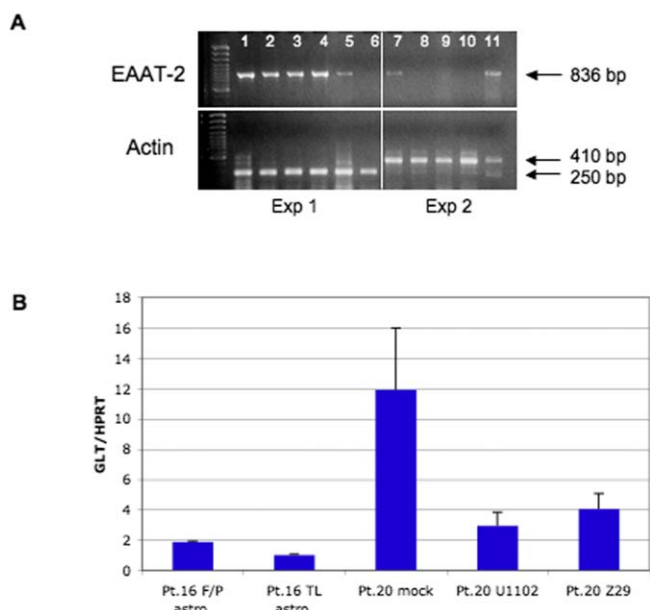 A
1 2 3 4 5 6 7 8 9 10 11
EAAT-2
836 bp
Actin
410 bp
250 bp
Exp 1
Exp 2
B
GLT/HPRT
18
16
14
12
10
8
6
4
2
0
Pt.16 F/P astro
Pt.16 TL astro
Pt.20 mock
Pt.20 U1102
Pt.20 Z29